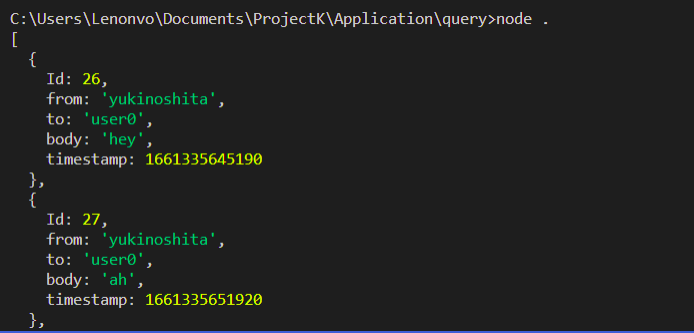 C:\Users\Lenonvo\Documents\ProjectK\Application\query>node .
[
  {
    Id: 26,
    from: 'yukinoshita',
    to: 'user0',
    body: 'hey',
    timestamp: 1661335645190
  },
  {
    Id: 27,
    from: 'yukinoshita',
    to: 'user0',
    body: 'ah',
    timestamp: 1661335651920
  },